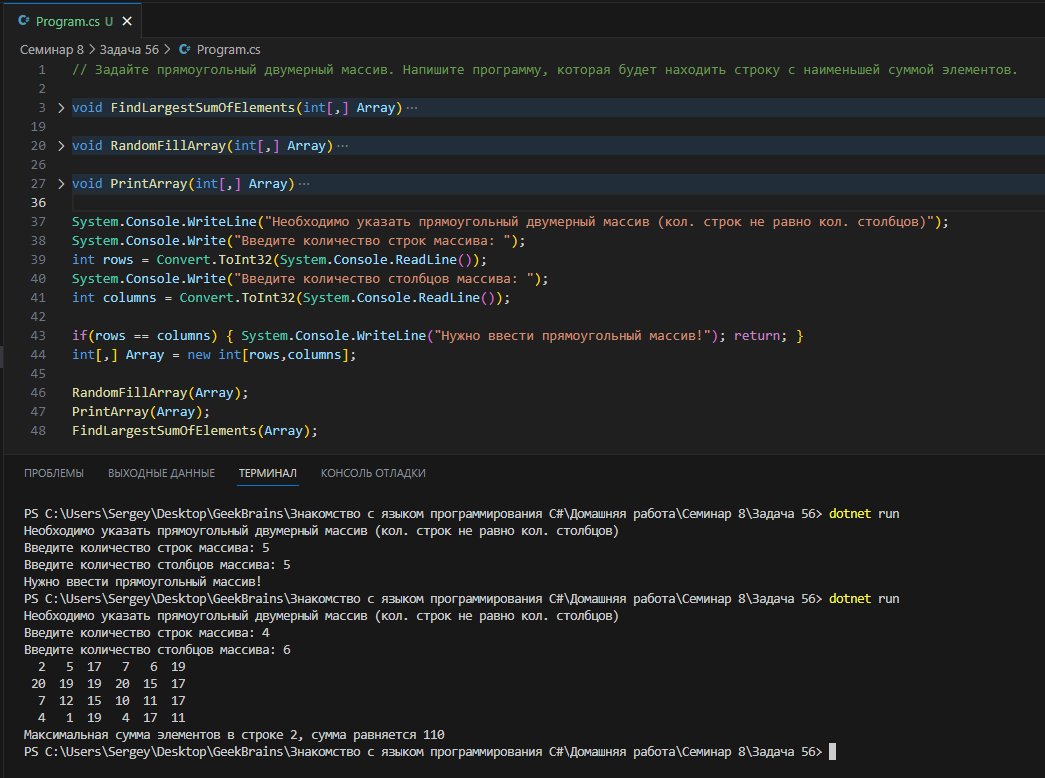 Program.cs U
Семинар 8 > Задача 56 > Program.cs
1 // Задайте прямоугольный двумерный массив. Напишите программу, которая будет находить строку с наименьшей суммой элементов.
2
3 > void FindLargestSumOfElements(int[,] Array) ···
19
20 > void RandomFillArray(int[,] Array) ···
26
27 > void PrintArray(int[,] Array) ···
36
37 System.Console.WriteLine("Необходимо указать прямоугольный двумерный массив (кол. строк не равно кол. столбцов)");
38 System.Console.Write("Введите количество строк массива: ");
39 int rows = Convert.ToInt32(System.Console.ReadLine());
40 System.Console.Write("Введите количество столбцов массива: ");
41 int columns = Convert.ToInt32(System.Console.ReadLine());
42
43 if(rows == columns) { System.Console.WriteLine("Нужно ввести прямоугольный массив!"); return; }
44 int[,] Array = new int[rows,columns];
45
46 RandomFillArray(Array);
47 PrintArray(Array);
48 FindLargestSumOfElements(Array);
ПРОБЛЕМЫ ВЫХОДНЫЕ ДАННЫЕ ТЕРМИНАЛ КОНСОЛЬ ОТЛАДКИ
PS C:\Users\Sergey\Desktop\GeekBrains\Знакомство с языком программирования C#\Домашняя работа\Семинар 8\Задача 56> dotnet run
Необходимо указать прямоугольный двумерный массив (кол. строк не равно кол. столбцов)
Введите количество строк массива: 5
Введите количество столбцов массива: 5
Нужно ввести прямоугольный массив!
PS C:\Users\Sergey\Desktop\GeekBrains\Знакомство с языком программирования C#\Домашняя работа\Семинар 8\Задача 56> dotnet run
Необходимо указать прямоугольный двумерный массив (кол. строк не равно кол. столбцов)
Введите количество строк массива: 4
Введите количество столбцов массива: 6
2 5 17 7 6 19
20 19 19 20 15 17
7 12 15 10 11 17
4 1 19 4 17 11
Максимальная сумма элементов в строке 2, сумма равняется 110
PS C:\Users\Sergey\Desktop\GeekBrains\Знакомство с языком программирования C#\Домашняя работа\Семинар 8\Задача 56>